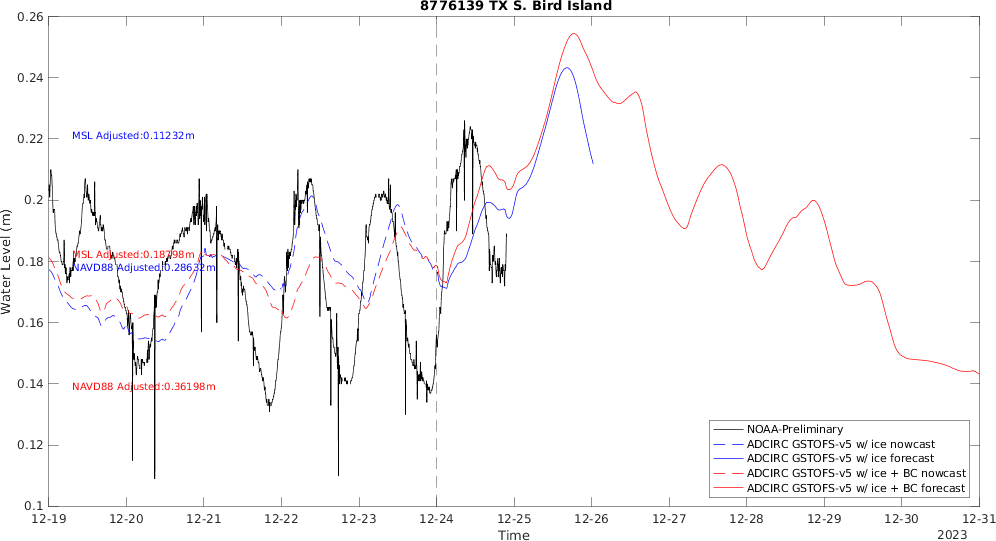 8776139 TX S. Bird Island
0.26
0.24
0.22
0.2
0.18
0.16
0.14
0.12
0.1
Water Level (m)
MSL Adjusted:0.11232m
MSL Adjusted:0.18798m
NAVD88 Adjusted:0.28632m
NAVD88 Adjusted:0.36198m
NOAA-Preliminary
ADCIRC GSTOFS-v5 w/ ice nowcast
ADCIRC GSTOFS-v5 w/ ice forecast
ADCIRC GSTOFS-v5 w/ ice + BC nowcast
ADCIRC GSTOFS-v5 w/ ice + BC forecast
12-19 12-20 12-21 12-22 12-23 12-24 12-25 12-26 12-27 12-28 12-29 12-30 12-31
Time
2023